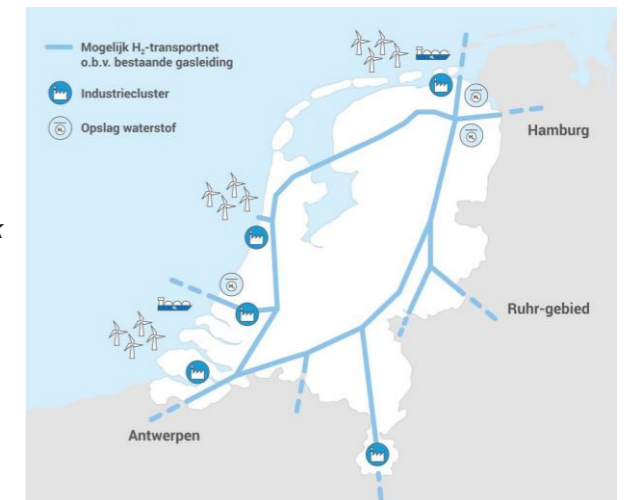 Mogelijk H₂-transportnet
o.b.v. bestaande gasleiding
Industriecluster
Opslag waterstof
Hamburg
k
Ruhr-gebied
Antwerpen